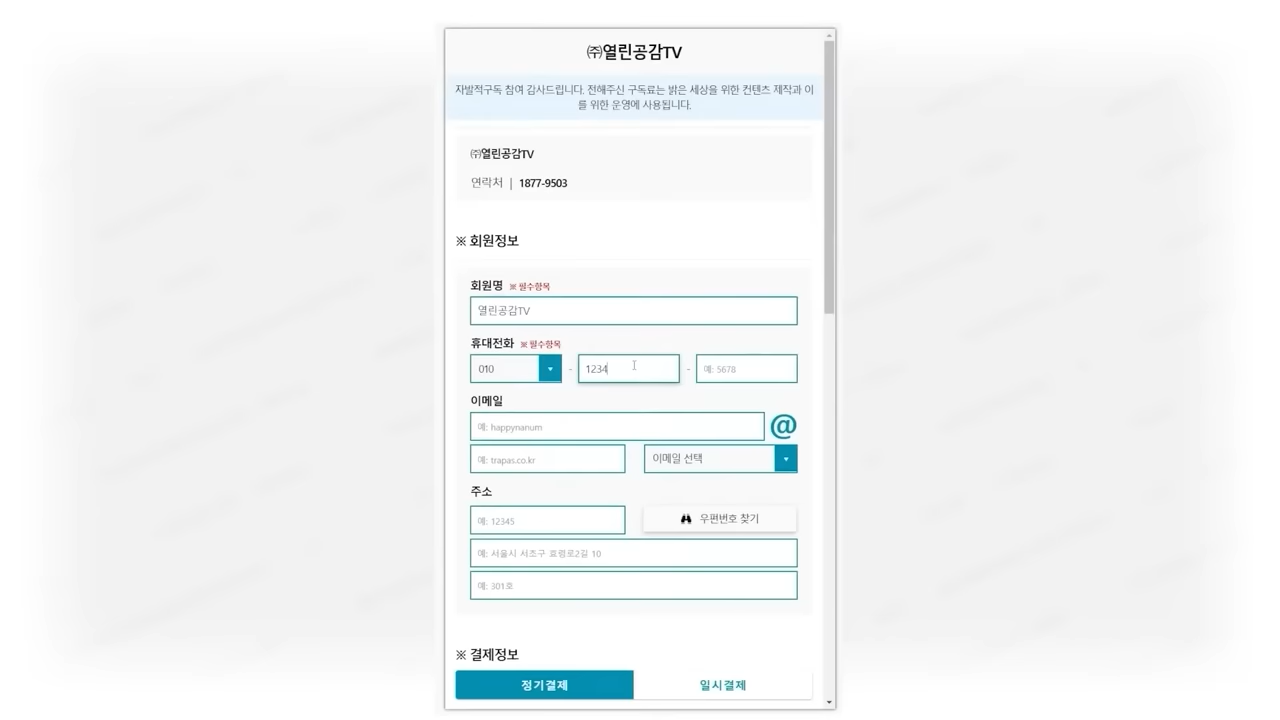 ㈜열린공감TV
자발적구독 참여 감사드립니다. 전해주신 구독료는 밝은 세상을 위한 컨텐츠 제작과 이
를 위한 운영에 사용됩니다.
㈜열린공감TV
연락처 | 1877-9503
※ 회원정보
회원명 ※ 필수항목
열린공감TV
휴대전화 ※ 필수항목
010 - 1234 - 예: 5678
이메일
예: happynanum @
예: trapas.co.kr 이메일 선택
주소
예: 12345 우편번호 찾기
예: 서울시 서초구 효령로2길 10
예: 301호
※ 결제정보
정기결제 일시결제